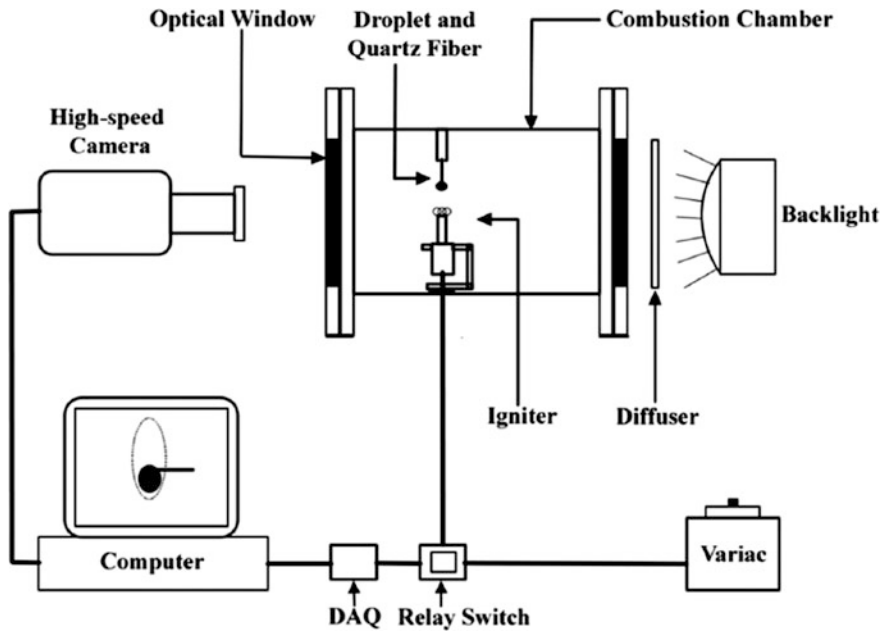 Optical Window
Droplet and
Quartz Fiber
Combustion Chamber
High-speed
Camera
Backlight
Igniter
Diffuser
Computer
Variac
DAQ
Relay Switch